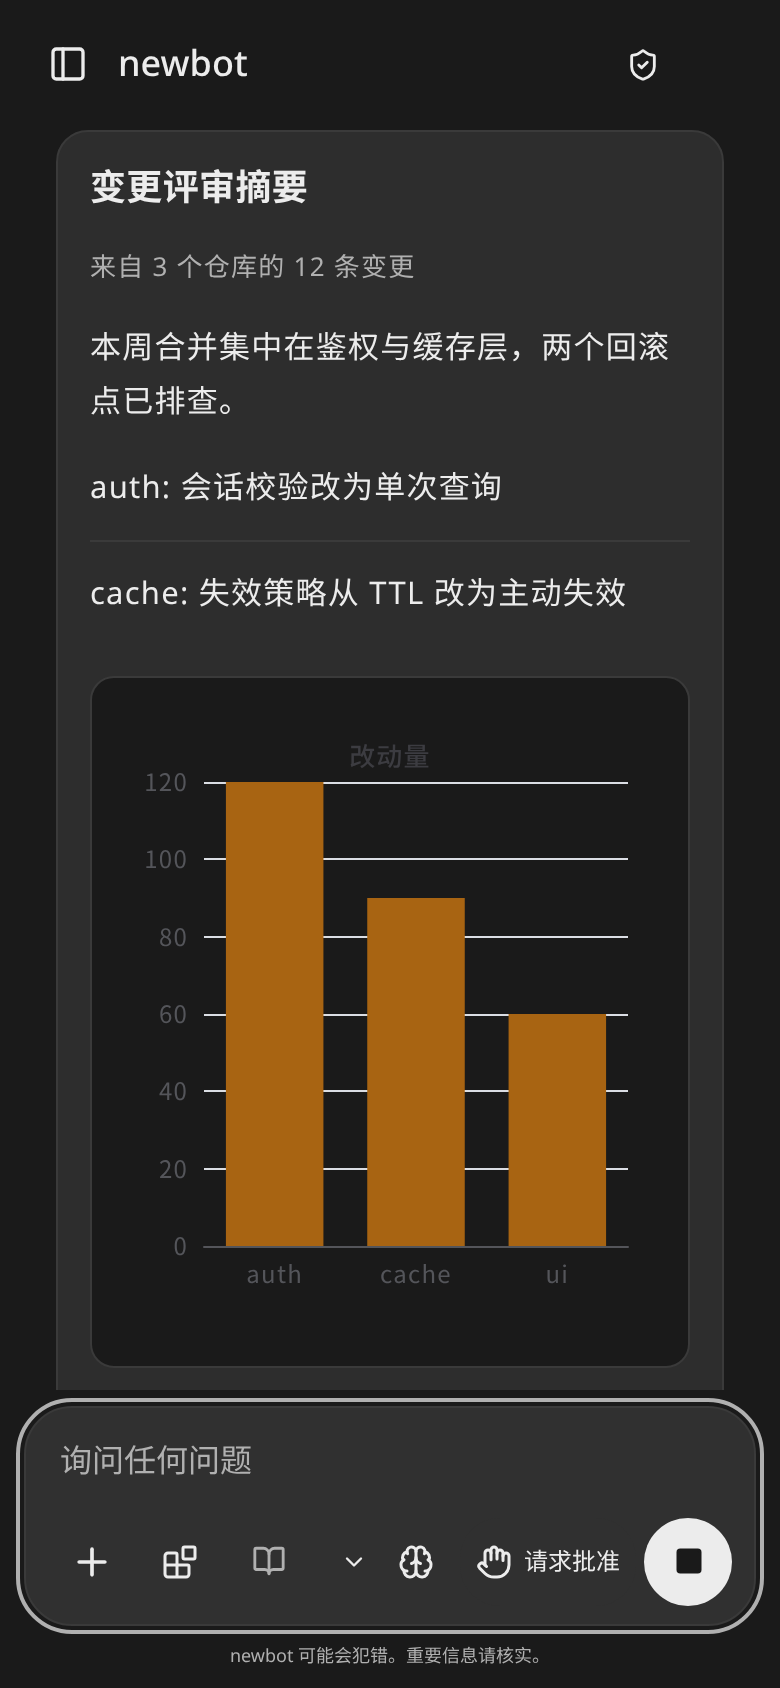 newbot
变更评审摘要
来自 3 个仓库的 12 条变更
本周合并集中在鉴权与缓存层，两个回滚
点已排查。
auth: 会话校验改为单次查询
cache: 失效策略从 TTL 改为主动失效
改动量
120
100
80
60
40
20
0
auth cache ui
询问任何问题
请求批准
newbot 可能会犯错。重要信息请核实。